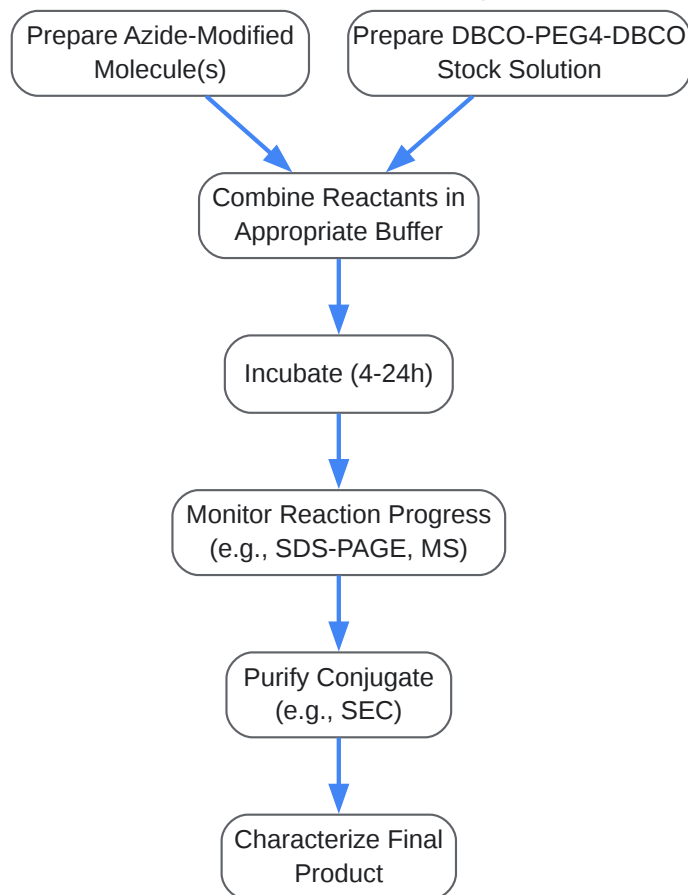 Prepare Azide-Modified
Molecule(s)
Prepare DBCO-PEG4-DBCO
Stock Solution
Combine Reactants in
Appropriate Buffer
Incubate (4-24h)
Monitor Reaction Progress
(e.g., SDS-PAGE, MS)
Purify Conjugate
(e.g., SEC)
Characterize Final
Product